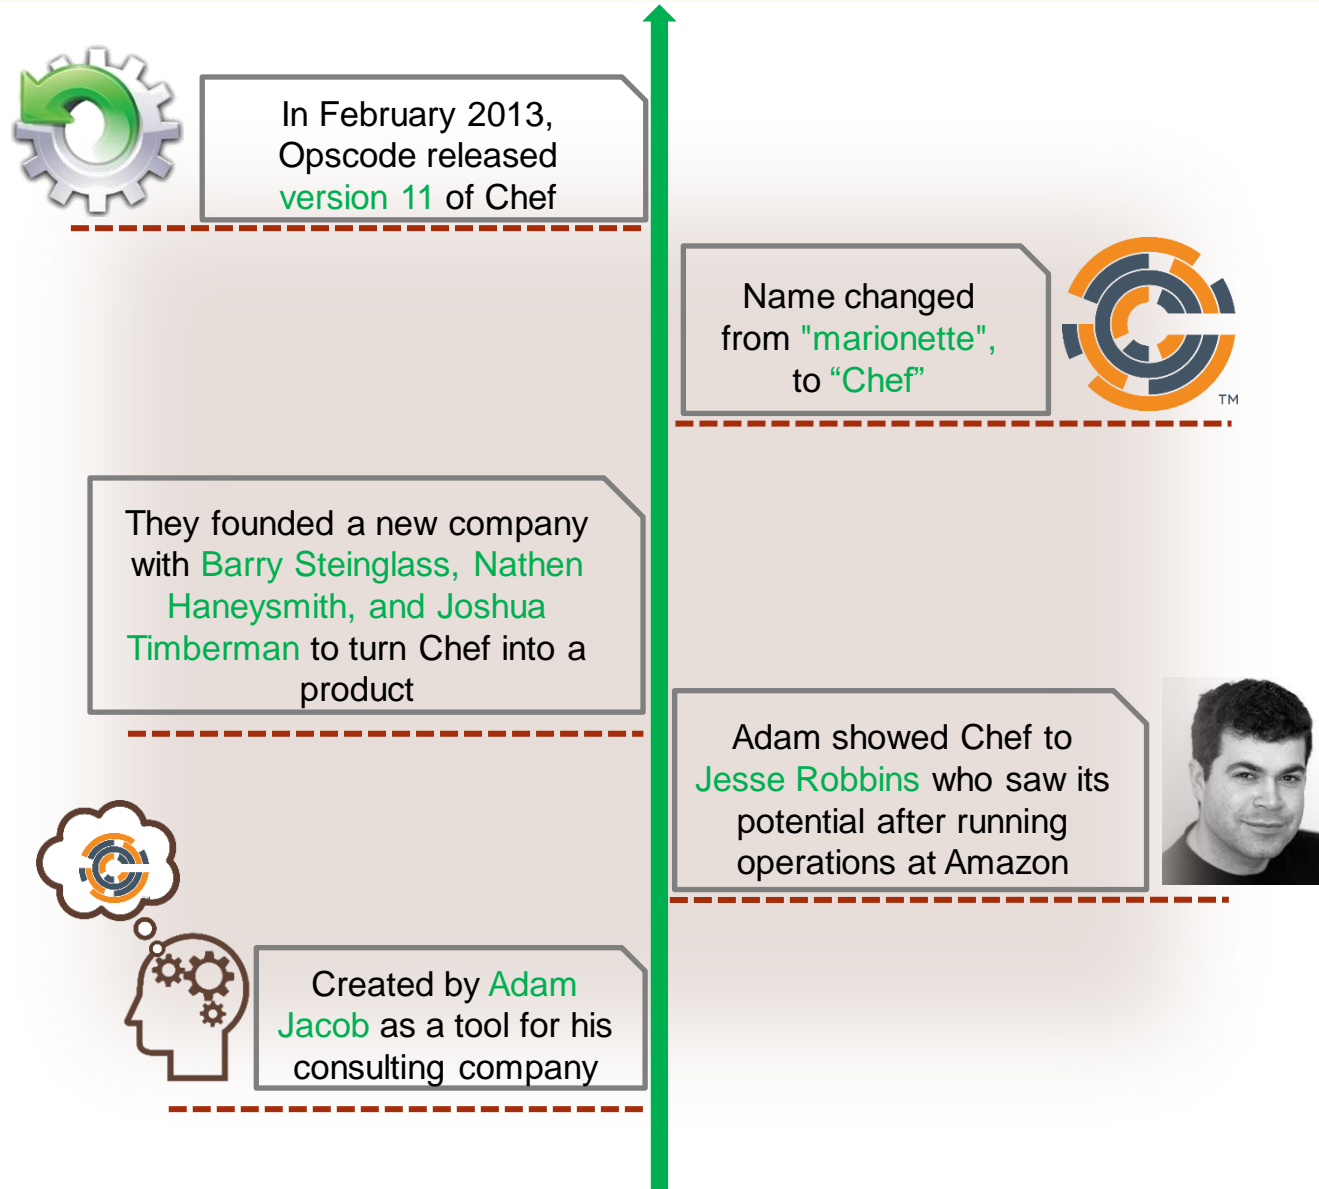 In February 2013,
Opscode released
version 11 of Chef
Name changed
from "marionette",
to “Chef”
TM
They founded a new company
with Barry Steinglass, Nathen
Haneysmith, and Joshua
Timberman to turn Chef into a
product
Adam showed Chef to
Jesse Robbins who saw its
potential after running
operations at Amazon
Created by Adam
Jacob as a tool for his
consulting company